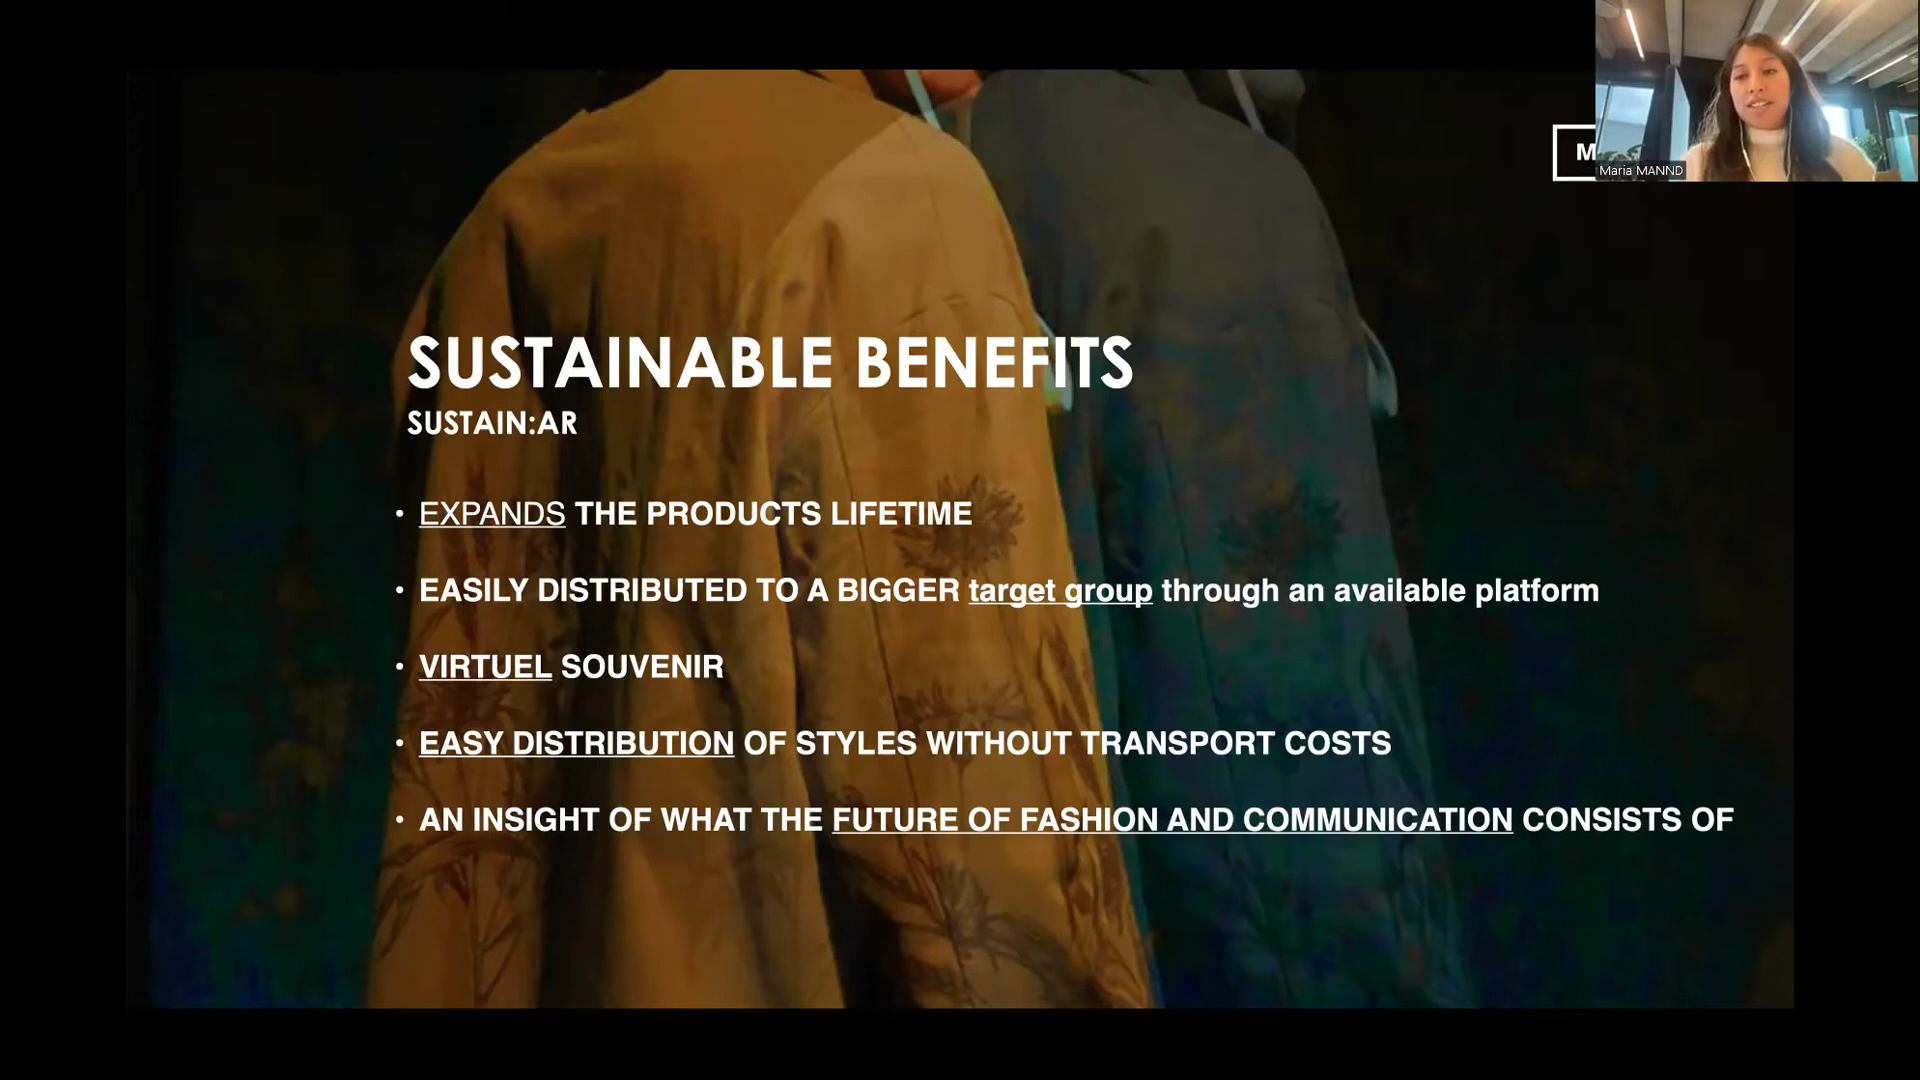 M
Maria MANND
SUSTAINABLE BENEFITS
SUSTAIN:AR
• EXPANDS THE PRODUCTS LIFETIME
• EASILY DISTRIBUTED TO A BIGGER target group through an available platform
• VIRTUEL SOUVENIR
• EASY DISTRIBUTION OF STYLES WITHOUT TRANSPORT COSTS
• AN INSIGHT OF WHAT THE FUTURE OF FASHION AND COMMUNICATION CONSISTS OF